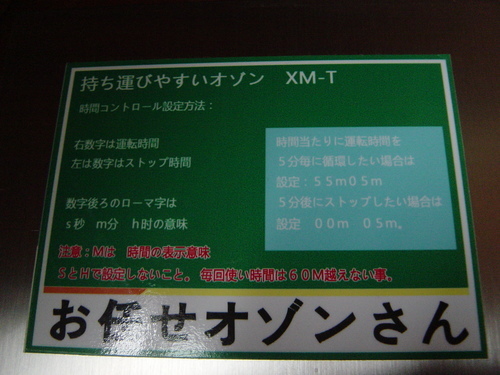 持ち運びやすいオゾン　XM-T
時間コントロール設定方法：
右数字は運転時間
左は数字はストップ時間
数字後ろのローマ字は
ｓ秒　ｍ分　ｈ时の意味
時間当たりに運転時間を
５分毎に循環したい場合は
設定：５５ｍ０５ｍ
５分後にストップしたい場合は
設定　００ｍ　０５ｍ。
注意：Mは　時間の表示意味
ＳとＨで設定しないこと。毎回使い時間は６０Ｍ越えない事。
お任せオゾンさん